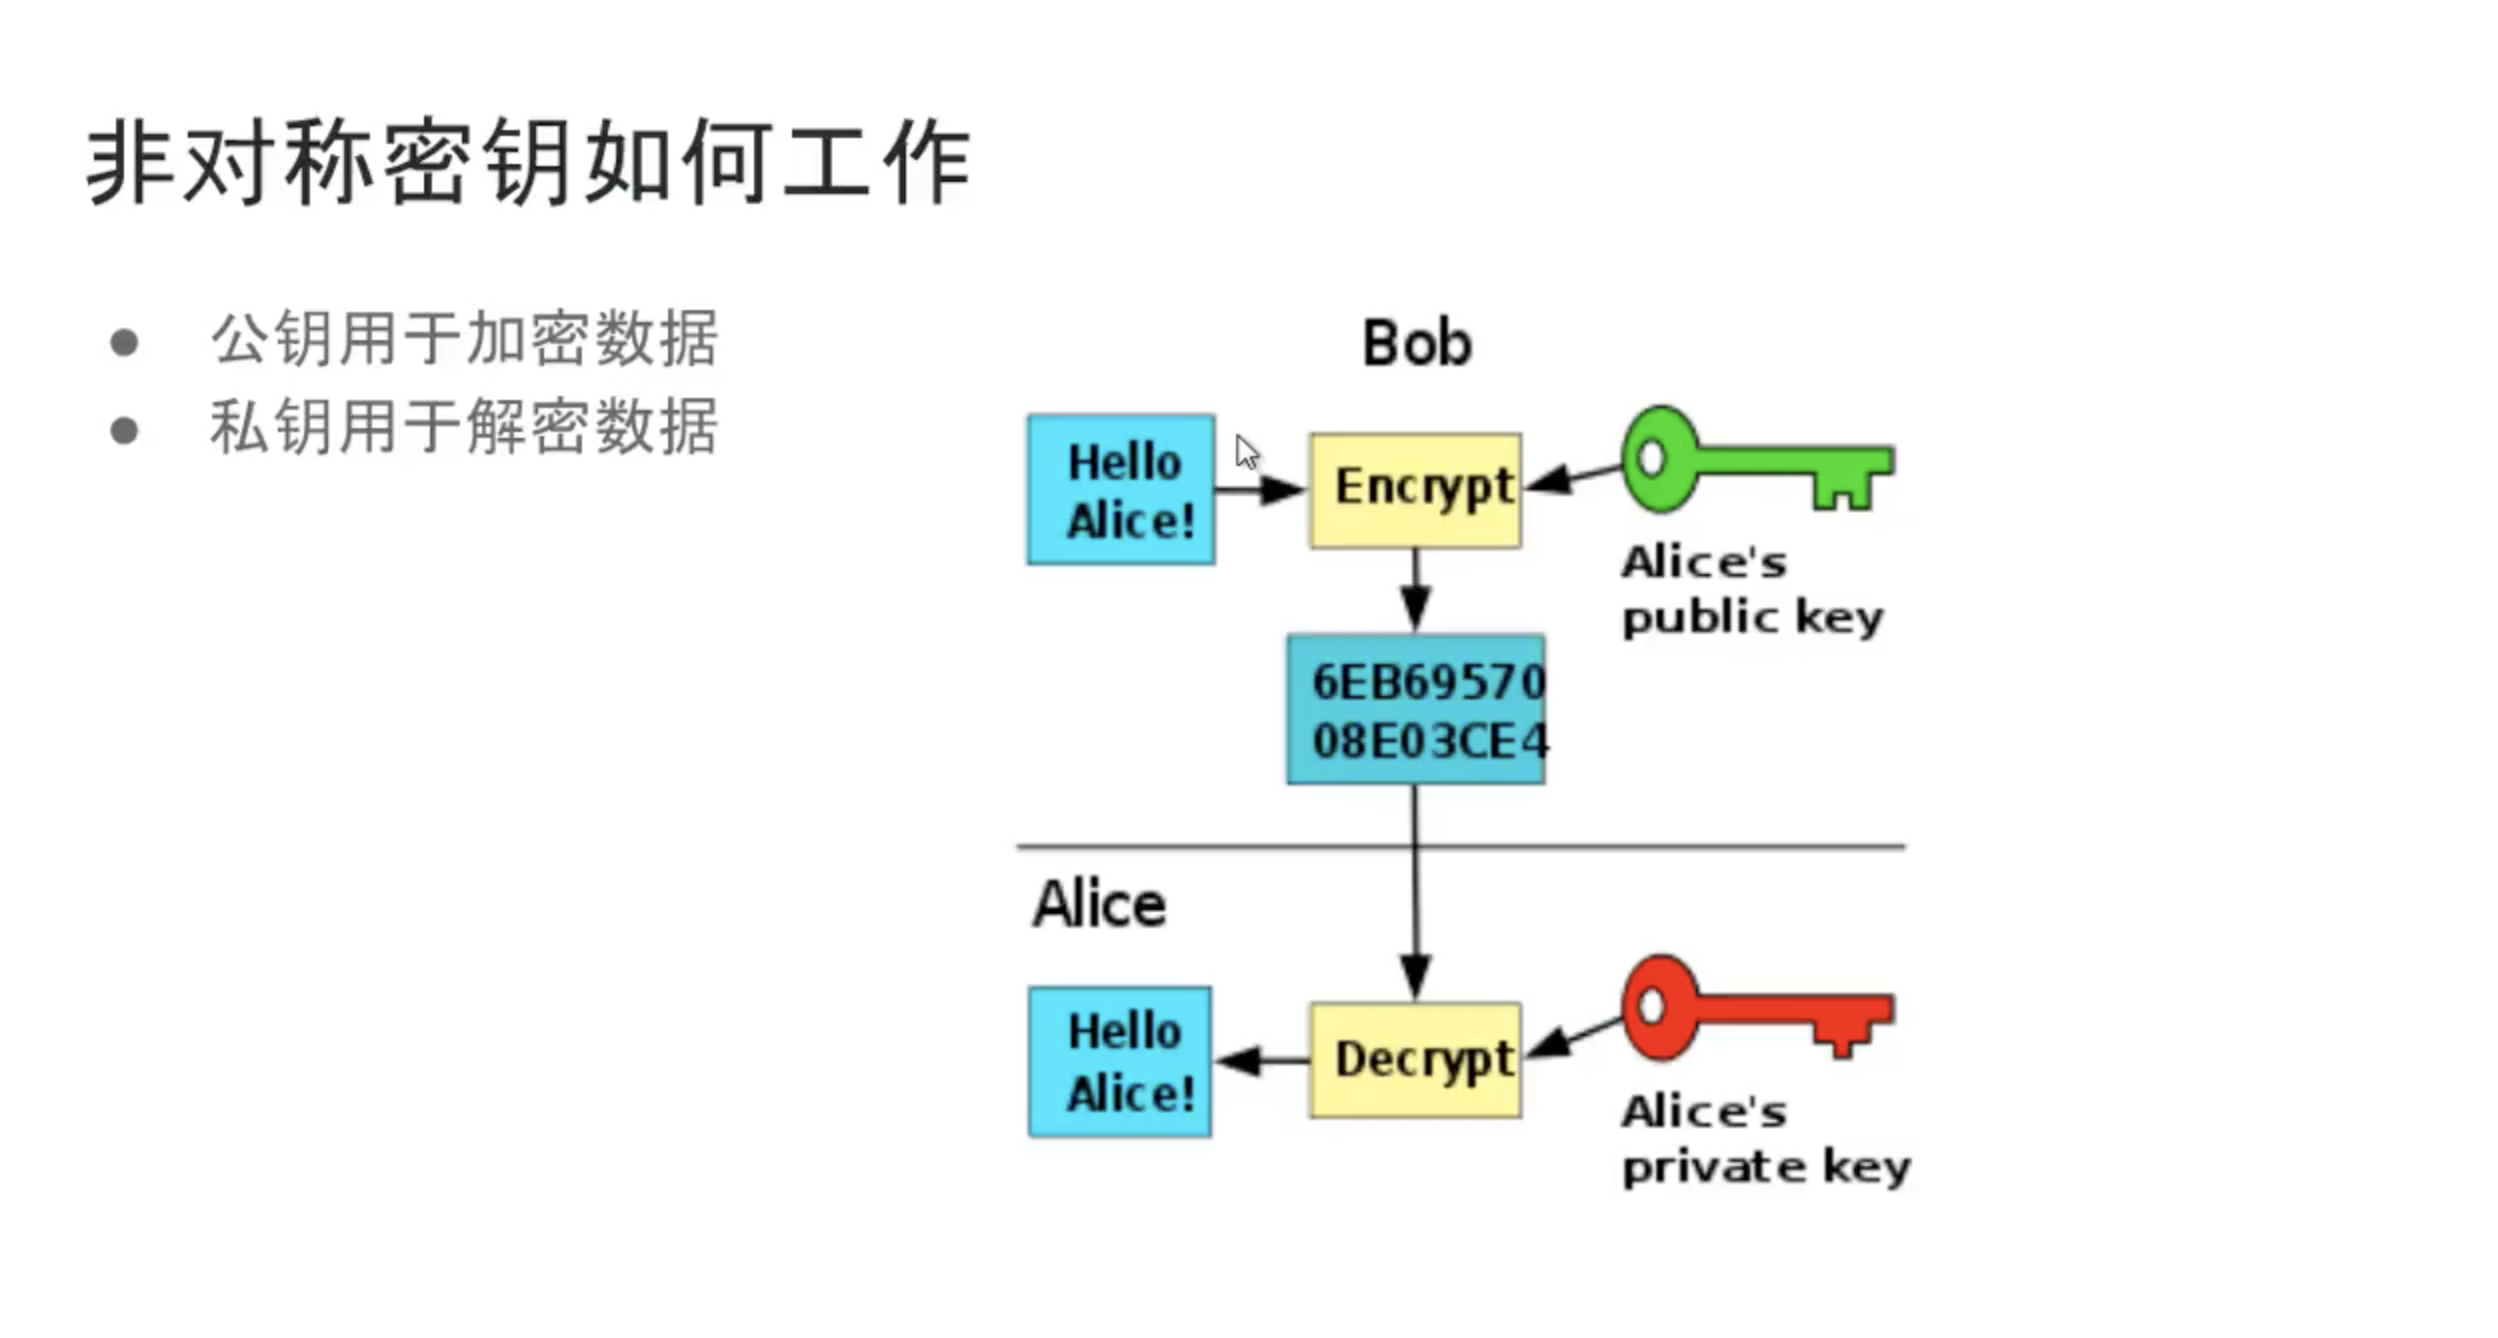 非对称密钥如何工作
公钥用于加密数据
私钥用于解密数据
Bob
Hello
Alice!
Encrypt
Alice's
public key
6EB69570
08E03CE4
Alice
Hello
Alice!
Decrypt
Alice's
private key